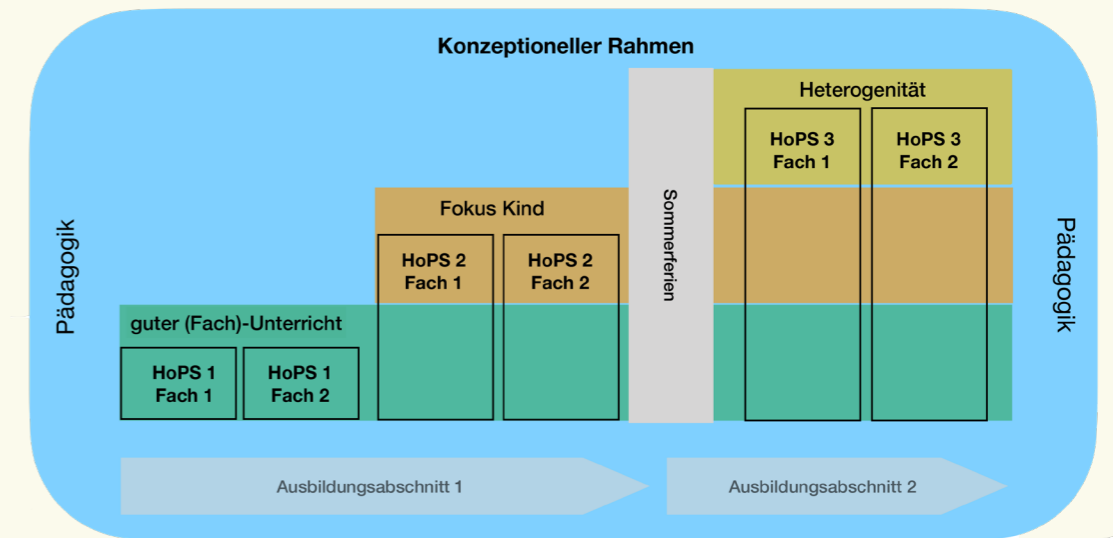 Konzeptioneller Rahmen
Heterogenität
HoPS 3
Fach 1
HoPS 3
Fach 2
Fokus Kind
HoPS 2
Fach 1
HoPS 2
Fach 2
Sommerferien
Pädagogik
Pädagogik
guter (Fach)-Unterricht
HoPS 1
Fach 1
HoPS 1
Fach 2
Ausbildungsabschnitt 1
Ausbildungsabschnitt 2